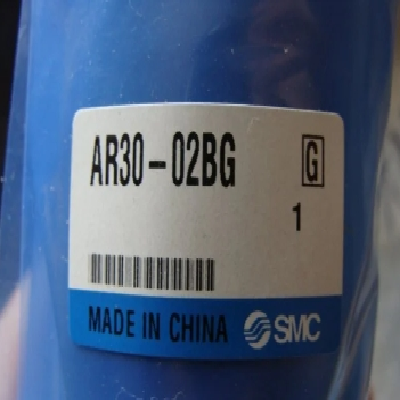 AR30-02BG G
1
MADE IN CHINA SMC